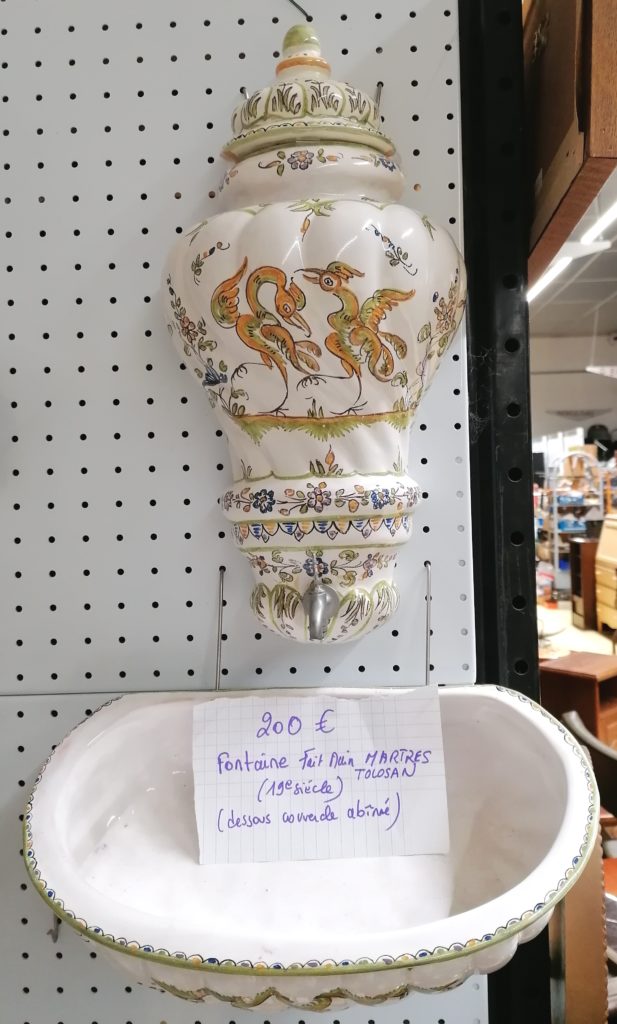 200 €
Fontaine Fait Main MARTRES
TOLOSAN
(19e siècle)
(dessous couvercle abîmé)